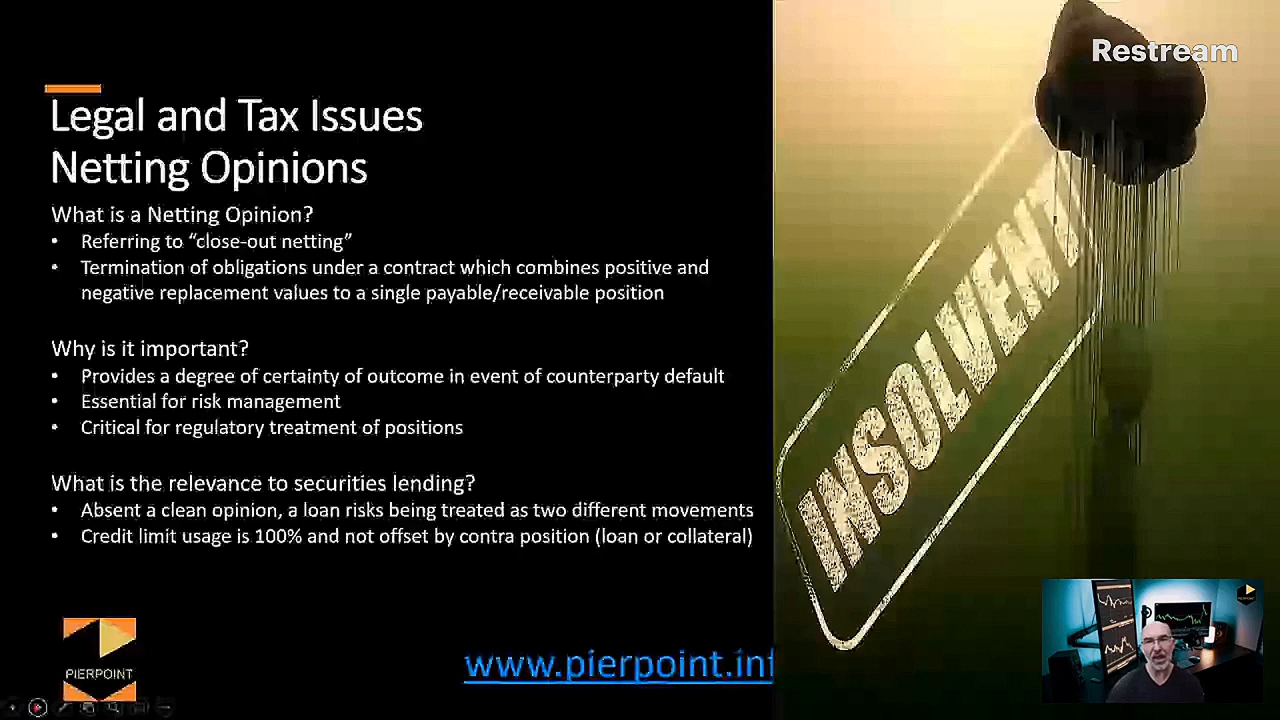 Restream
Legal and Tax Issues
Netting Opinions
What is a Netting Opinion?
• Referring to “close-out netting”
• Termination of obligations under a contract which combines positive and
negative replacement values to a single payable/receivable position
Why is it important?
• Provides a degree of certainty of outcome in event of counterparty default
• Essential for risk management
• Critical for regulatory treatment of positions
What is the relevance to securities lending?
• Absent a clean opinion, a loan risks being treated as two different movements
• Credit limit usage is 100% and not offset by contra position (loan or collateral)
INSOLVENT
PIERPOINT
www.pierpoint.inf